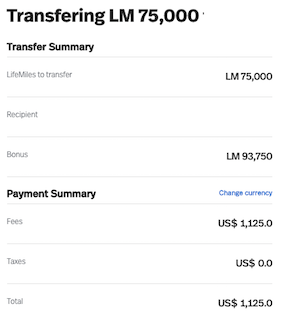 Transferring LM 75,000
Transfer Summary
LifeMiles to transfer
LM 75,000
Recipient
Bonus
LM 93,750
Payment Summary
Change currency
Fees
US$ 1,125.0
Taxes
US$ 0.0
Total
US$ 1,125.0